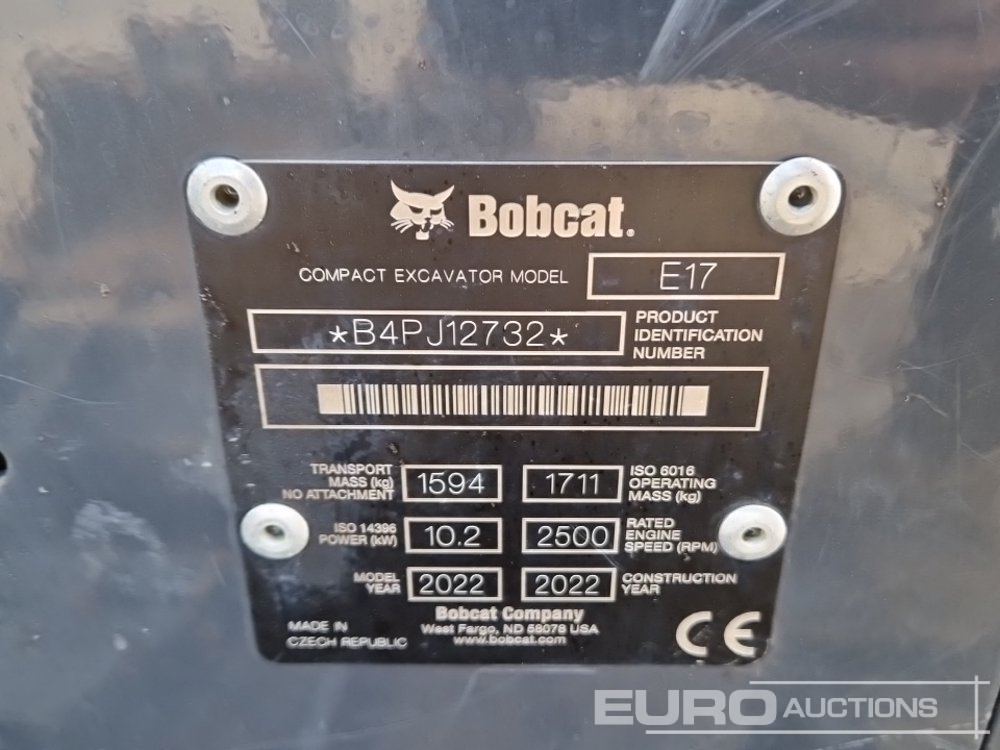 Bobcat.
COMPACT EXCAVATOR MODEL E17
*B4PJ12732* PRODUCT IDENTIFICATION NUMBER
TRANSPORT MASS (kg) NO ATTACHMENT 1594 1711 ISO 6016 OPERATING MASS (kg)
ISO 14396 POWER (kW) 10.2 2500 RATED ENGINE SPEED (RPM)
MODEL YEAR 2022 2022 CONSTRUCTION YEAR
Bobcat Company
West Fargo, ND 58078 USA
www.bobcat.com
MADE IN
CZECH REPUBLIC
CE
EURO AUCTIONS